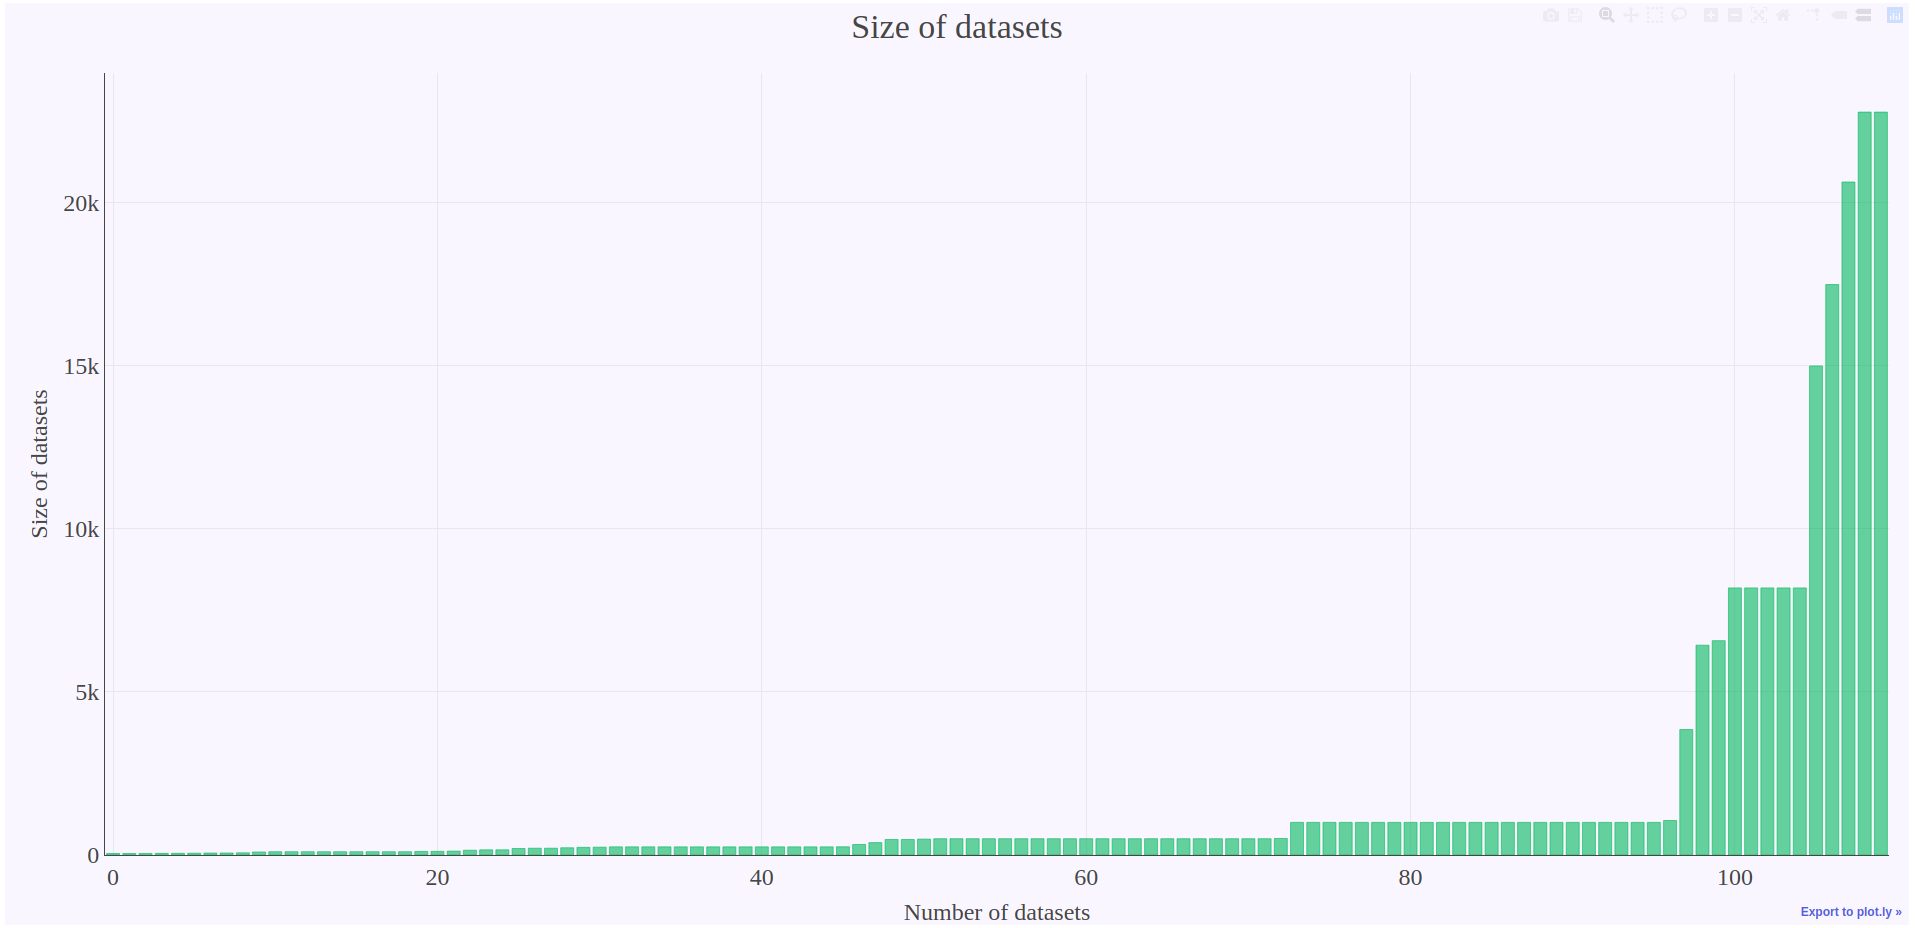 Size of datasets
20k
15k
10k
5k
0
Size of datasets
0 20 40 60 80 100
Number of datasets
Export to plot.ly »